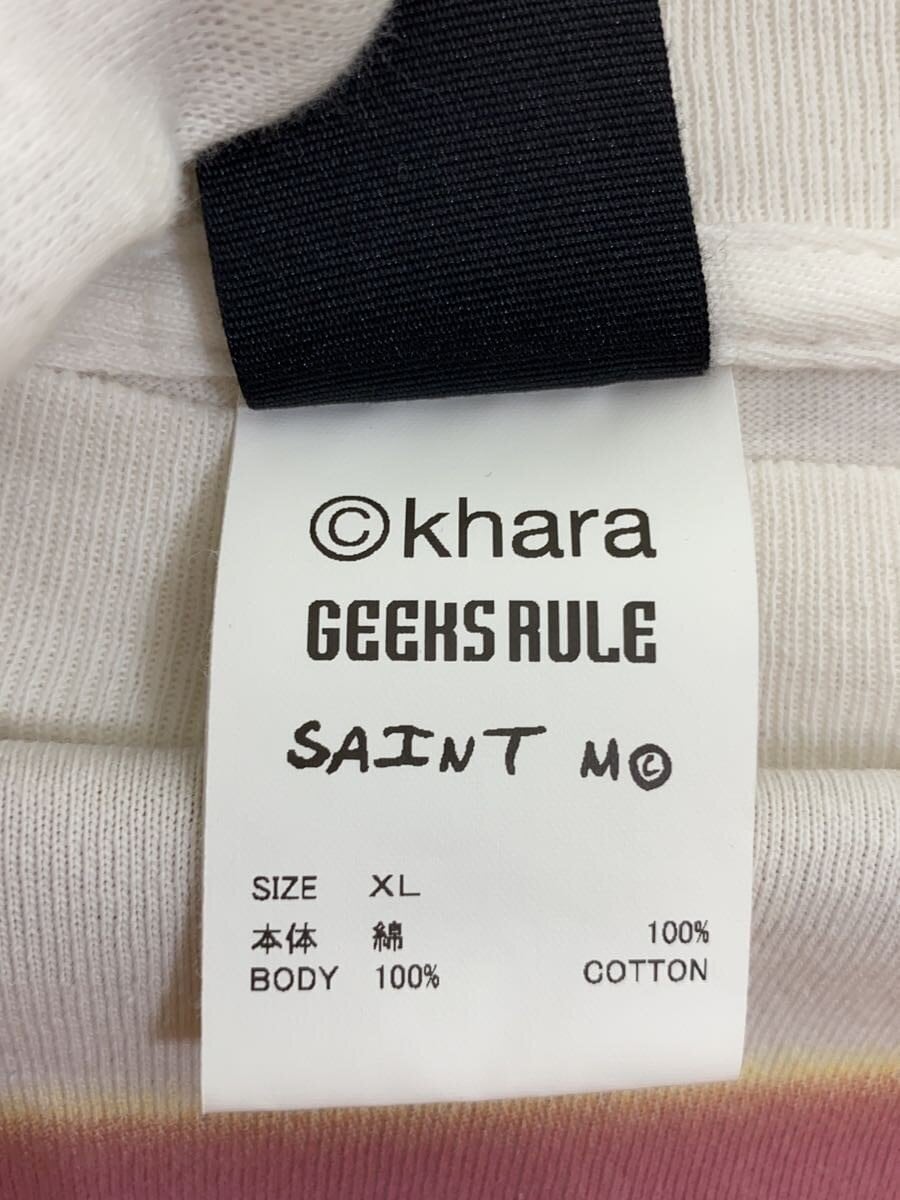 ©khara
GEEKS RULE
SAINT M©
SIZE XL
本体 綿 100%
BODY 100% COTTON